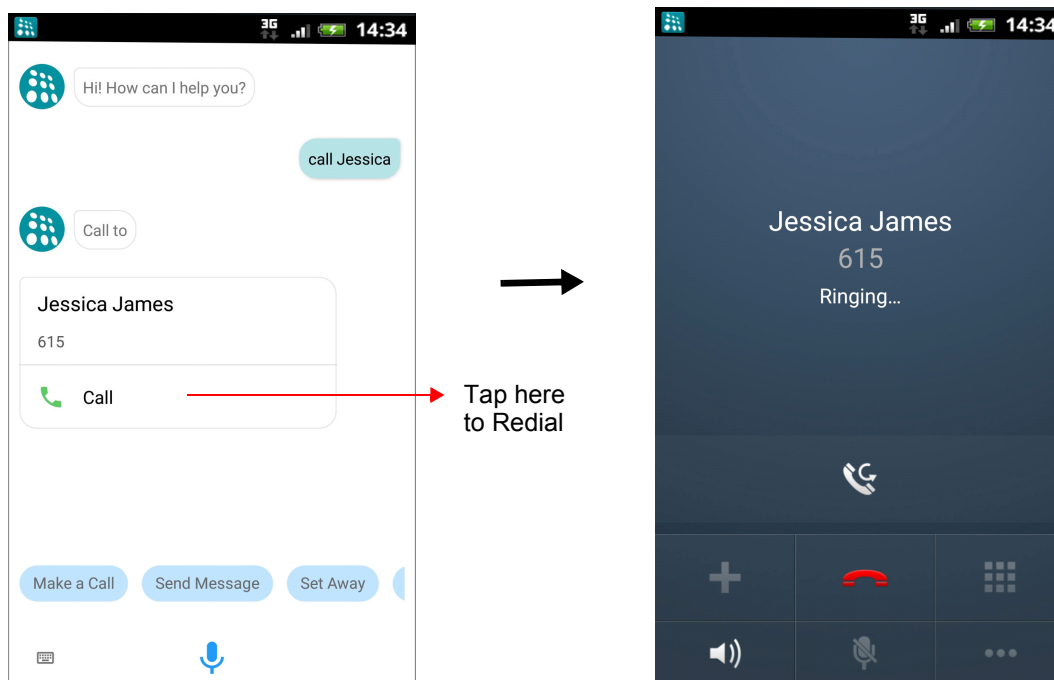 3G 14:34
Hi! How can I help you?
call Jessica
Call to
Jessica James
615
Call
Make a Call Send Message Set Away
Tap here
to Redial
3G 14:34
Jessica James
615
Ringing...